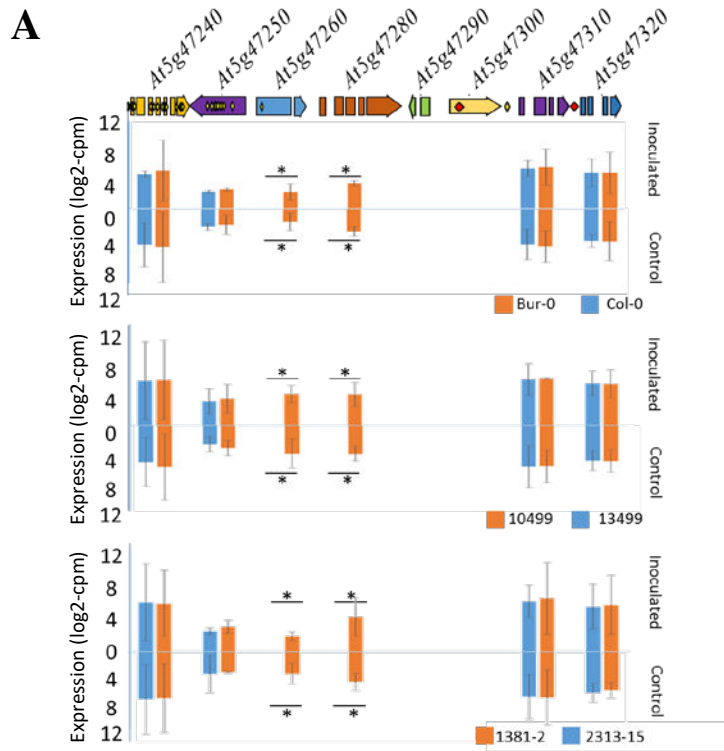 A
At5g47240
At5g47250
At5g47260
At5g47280
At5g47290
At5g47300
At5g47310
At5g47320
Expression (log2-cpm)
12
8
4
0
4
8
12
* *
* *
Inoculated
Control
Bur-0 Col-0
Expression (log2-cpm)
12
8
4
0
4
8
12
* *
* *
Inoculated
Control
10499 13499
Expression (log2-cpm)
12
8
4
0
4
8
12
* *
* *
Inoculated
Control
1381-2 2313-15